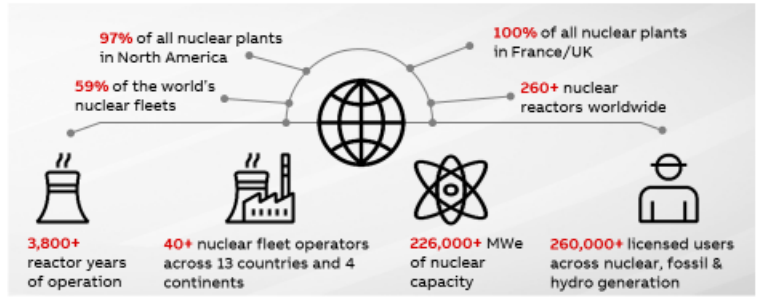 97% of all nuclear plants
in North America
100% of all nuclear plants
in France/UK
59% of the world's
nuclear fleets
260+ nuclear
reactors worldwide
3,800+
reactor years
of operation
40+ nuclear fleet operators
across 13 countries and 4
continents
226,000+ MWe
of nuclear
capacity
260,000+ licensed users
across nuclear, fossil &
hydro generation